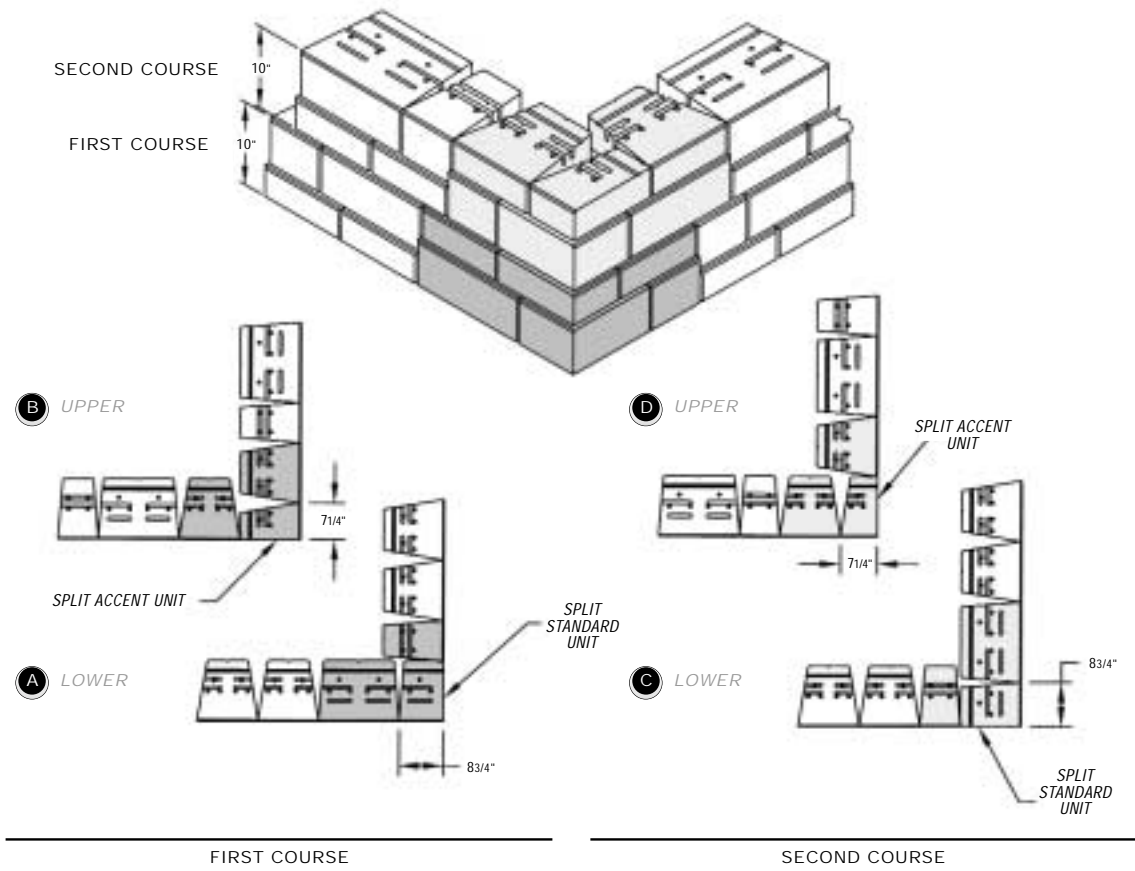 SECOND COURSE
10"
FIRST COURSE
10"
B UPPER
7 1/4"
SPLIT ACCENT UNIT
A LOWER
SPLIT
STANDARD
UNIT
8 3/4"
D UPPER
SPLIT ACCENT
UNIT
7 1/4"
C LOWER
8 3/4"
SPLIT
STANDARD
UNIT
FIRST COURSE
SECOND COURSE